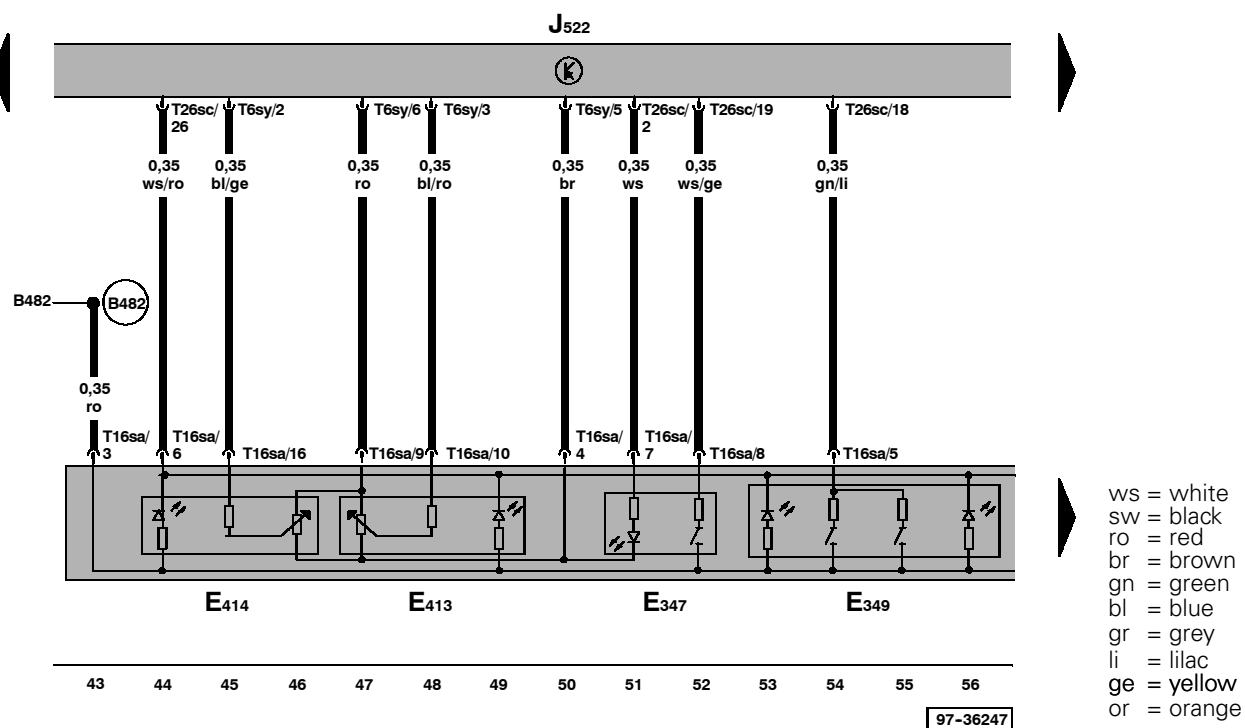 J522
T26sc/ T6sy/2 T6sy/6 T6sy/3 T6sy/5 T26sc/ T26sc/19 T26sc/18
26 2
0,35 0,35 0,35 0,35 0,35 0,35 0,35 0,35
ws/ro bl/ge ro bl/ro br ws ws/ge gn/li
B482 B482
0,35
ro
T16sa/ T16sa/ T16sa/ T16sa/
3 6 T16sa/16 T16sa/9 T16sa/10 4 7 T16sa/8 T16sa/5
E414 E413 E347 E349
43 44 45 46 47 48 49 50 51 52 53 54 55 56
97-36247
ws = white
sw = black
ro = red
br = brown
gn = green
bl = blue
gr = grey
li = lilac
ge = yellow
or = orange